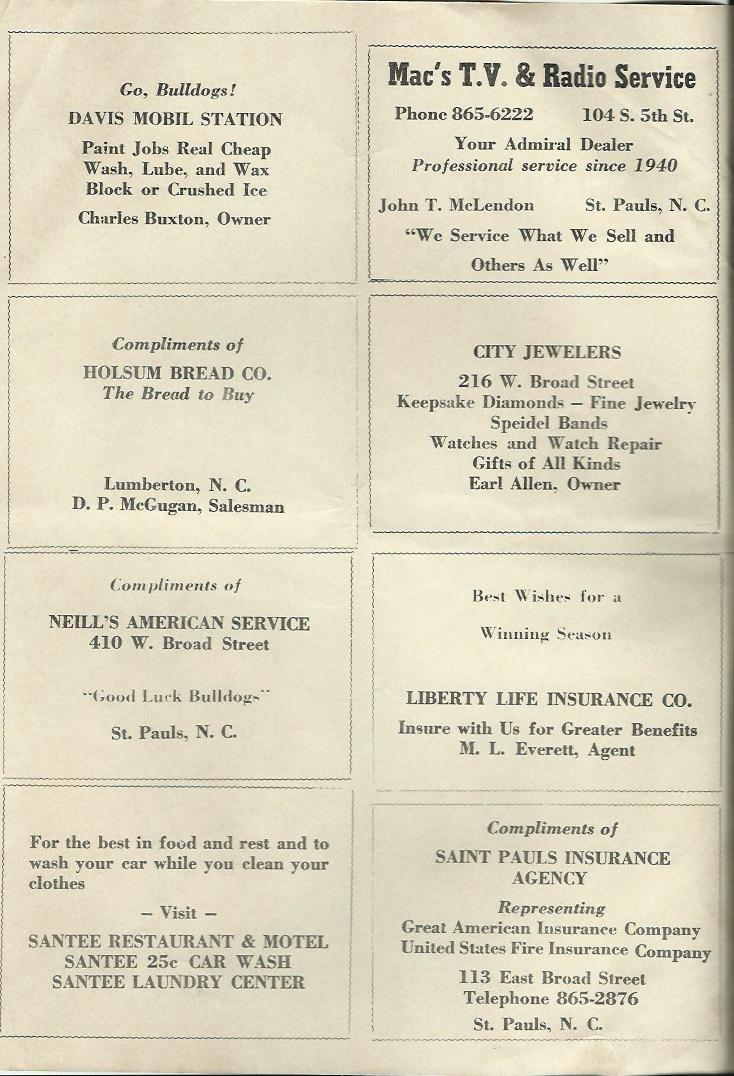 Go, Bulldogs!
DAVIS MOBIL STATION
Paint Jobs Real Cheap
Wash, Lube, and Wax
Block or Crushed Ice
Charles Buxton, Owner
Mac's T.V. & Radio Service
Phone 865-6222 104 S. 5th St.
Your Admiral Dealer
Professional service since 1940
John T. McLendon St. Pauls, N. C.
“We Service What We Sell and
Others As Well”
Compliments of
HOLSUM BREAD CO.
The Bread to Buy
Lumberton, N. C.
D. P. McGugan, Salesman
CITY JEWELERS
216 W. Broad Street
Keepsake Diamonds — Fine Jewelry
Speidel Bands
Watches and Watch Repair
Gifts of All Kinds
Earl Allen, Owner
Compliments of
NEILL'S AMERICAN SERVICE
410 W. Broad Street
“Good Luck Bulldogs”
St. Pauls, N. C.
Best Wishes for a
Winning Season
LIBERTY LIFE INSURANCE CO.
Insure with Us for Greater Benefits
M. L. Everett, Agent
For the best in food and rest and to
wash your car while you clean your
clothes
— Visit —
SANTEE RESTAURANT & MOTEL
SANTEE 25c CAR WASH
SANTEE LAUNDRY CENTER
Compliments of
SAINT PAULS INSURANCE
AGENCY
Representing
Great American Insurance Company
United States Fire Insurance Company
113 East Broad Street
Telephone 865-2876
St. Pauls, N. C.